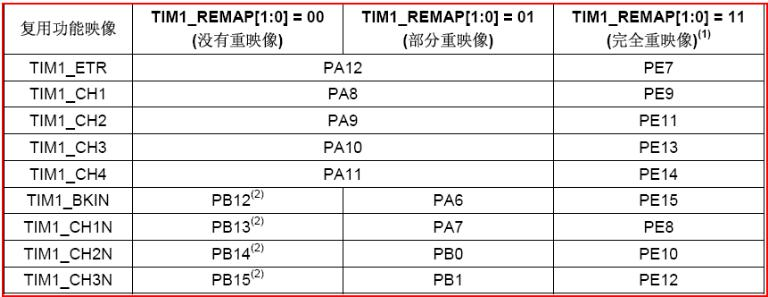 复用功能映像 TIM1_REMAP[1:0] = 00 (没有重映像) TIM1_REMAP[1:0] = 01 (部分重映像) TIM1_REMAP[1:0] = 11 (完全重映像)(1)
TIM1_ETR PA12 PE7
TIM1_CH1 PA8 PE9
TIM1_CH2 PA9 PE11
TIM1_CH3 PA10 PE13
TIM1_CH4 PA11 PE14
TIM1_BKIN PB12(2) PA6 PE15
TIM1_CH1N PB13(2) PA7 PE8
TIM1_CH2N PB14(2) PB0 PE10
TIM1_CH3N PB15(2) PB1 PE12